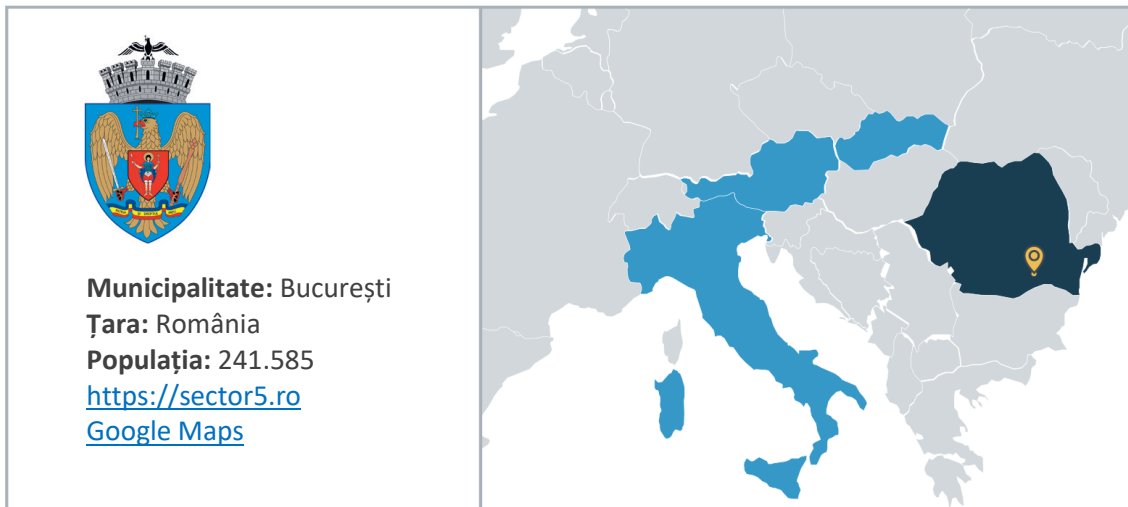 Municipalitate: București
Țara: România
Populația: 241.585
https://sector5.ro
Google Maps